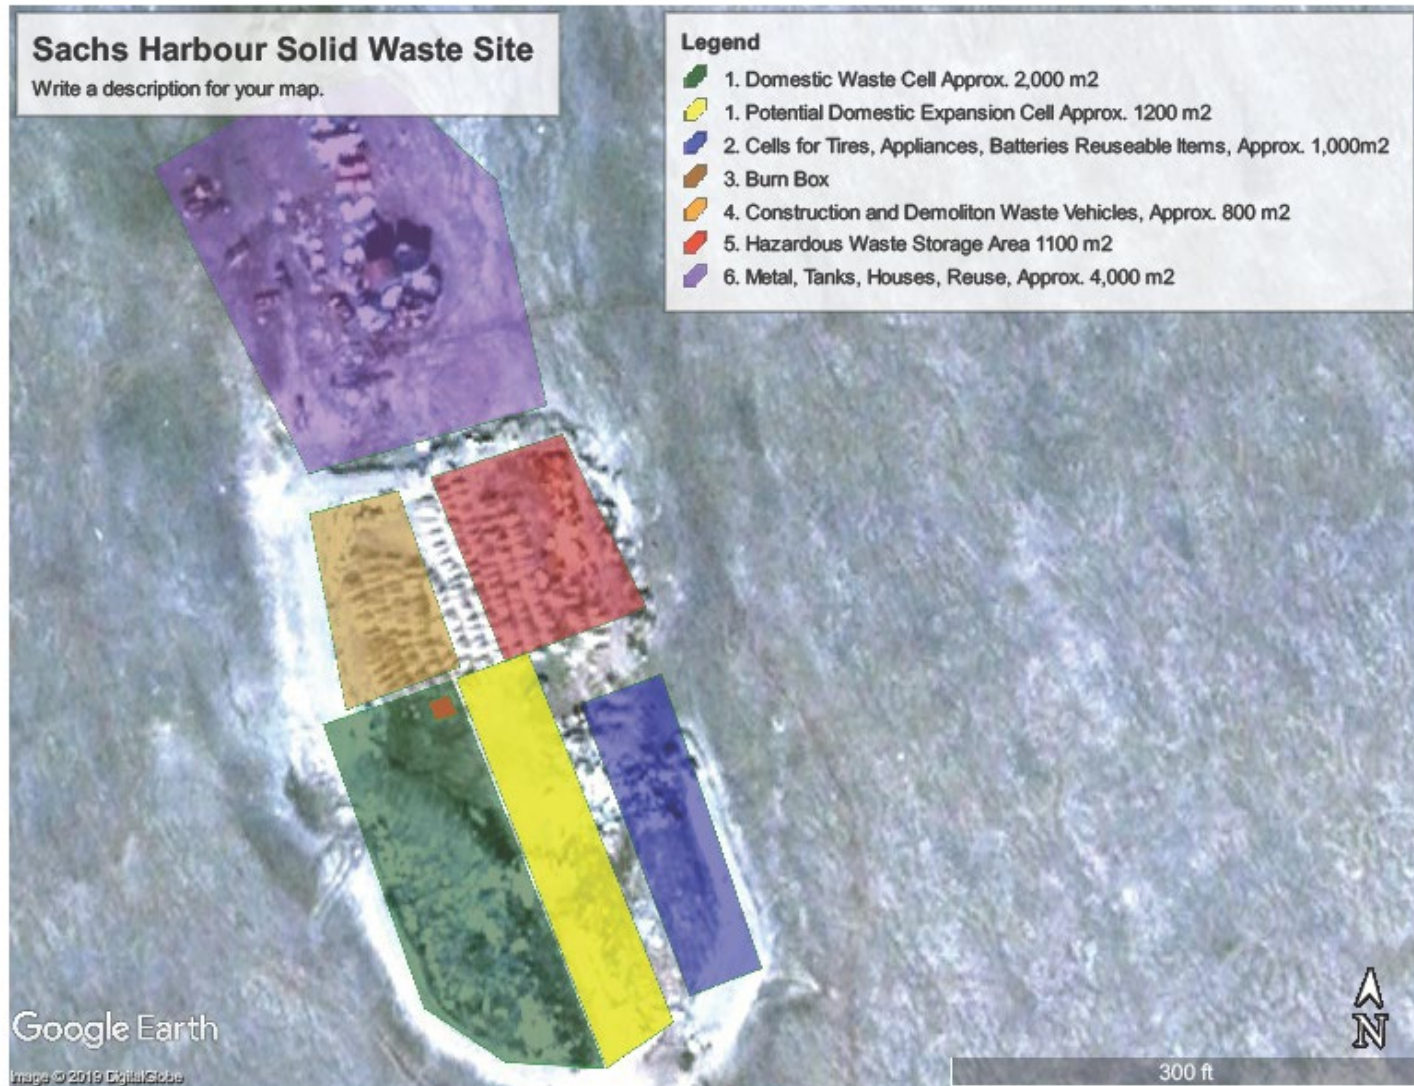 Sachs Harbour Solid Waste Site
Write a description for your map.
Legend
1. Domestic Waste Cell Approx. 2,000 m2
1. Potential Domestic Expansion Cell Approx. 1200 m2
2. Cells for Tires, Appliances, Batteries Reuseable Items, Approx. 1,000m2
3. Burn Box
4. Construction and Demoliton Waste Vehicles, Approx. 800 m2
5. Hazardous Waste Storage Area 1100 m2
6. Metal, Tanks, Houses, Reuse, Approx. 4,000 m2
Google Earth
Image © 2019 DigitalGlobe
N
300 ft